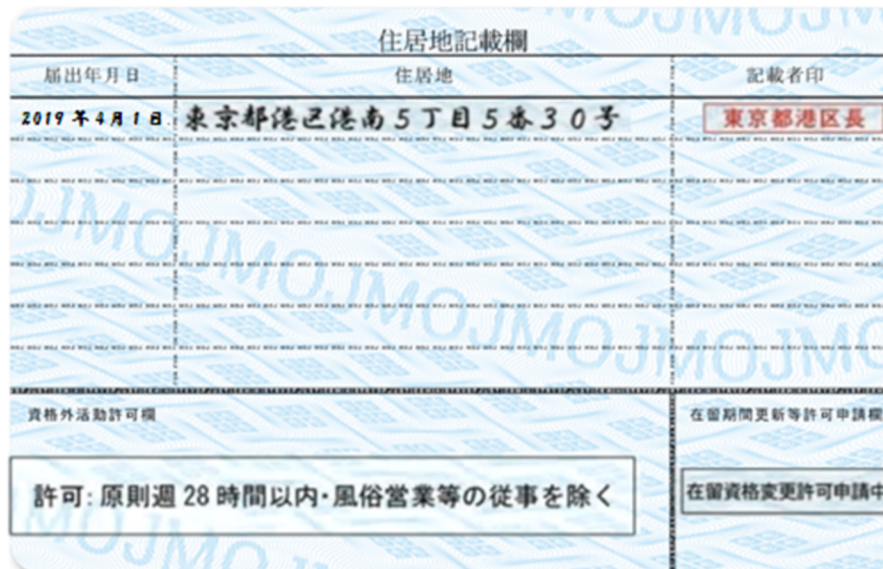 住居地記載欄
届出年月日 住居地 記載者印
2019年4月1日 東京都港区港南5丁目5番30号 東京都港区長
資格外活動許可欄 在留期間更新等許可申請欄
許可: 原則週28時間以内・風俗営業等の従事を除く 在留資格変更許可申請中
MOJMOJMOJMOJMOJMOJMO